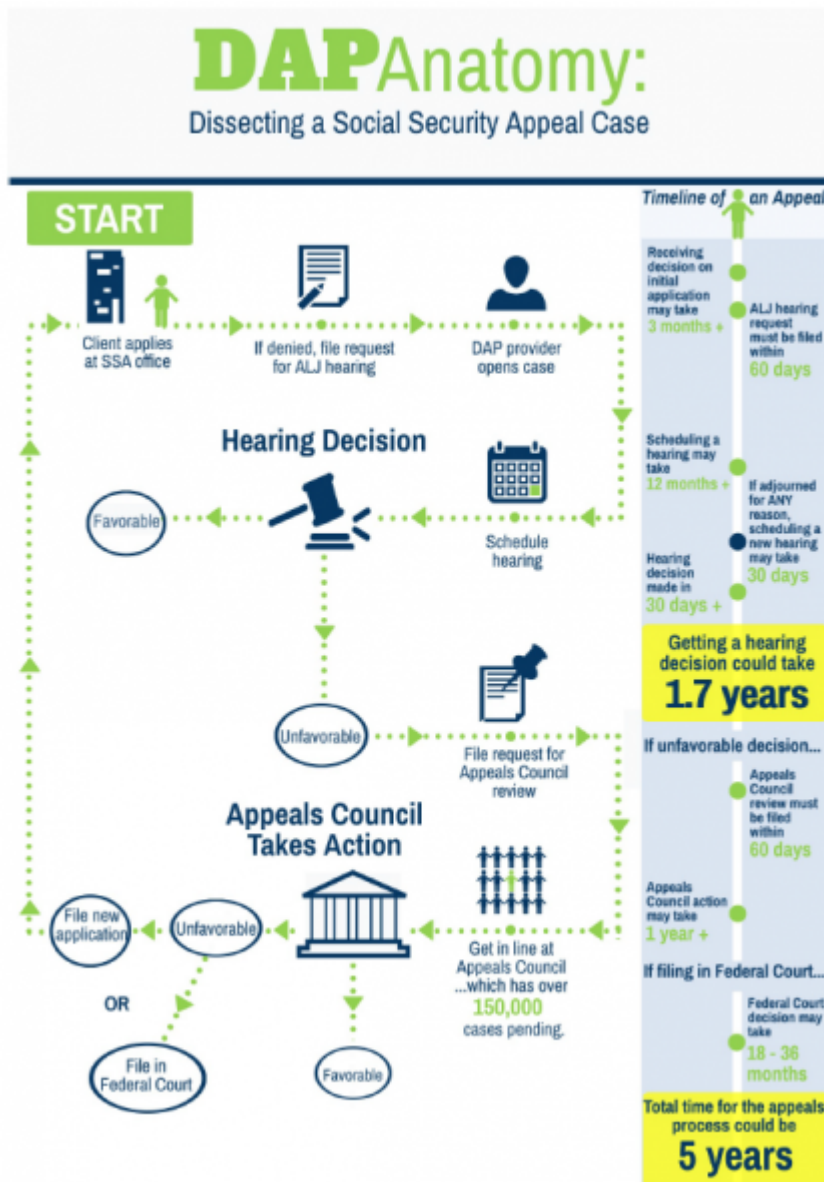 DAPAnatomy:
Dissecting a Social Security Appeal Case
START
Client applies
at SSA office
If denied, file request
for ALJ hearing
DAP provider
opens case
Hearing Decision
Favorable
Schedule
hearing
Unfavorable
File request for
Appeals Council
review
Appeals Council
Takes Action
File new
application
Unfavorable
Get in line at
Appeals Council
...which has over
150,000
cases pending.
OR
File in
Federal Court
Favorable
Timeline of an Appeal
Receiving
decision on
initial
application
may take
3 months +
ALJ hearing
request
must be filed
within
60 days
Scheduling a
hearing may
take
12 months +
If adjourned
for ANY
reason,
scheduling a
new hearing
may take
30 days
Hearing
decision
made in
30 days +
Getting a hearing
decision could take
1.7 years
If unfavorable decision...
Appeals
Council
review must
be filed
within
60 days
Appeals
Council action
may take
1 year +
If filing in Federal Court...
Federal Court
decision may
take
18 - 36
months
Total time for the appeals
process could be
5 years